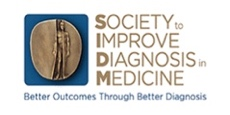 SOCIETY to
IMPROVE
DIAGNOSIS in
MEDICINE
Better Outcomes Through Better Diagnosis